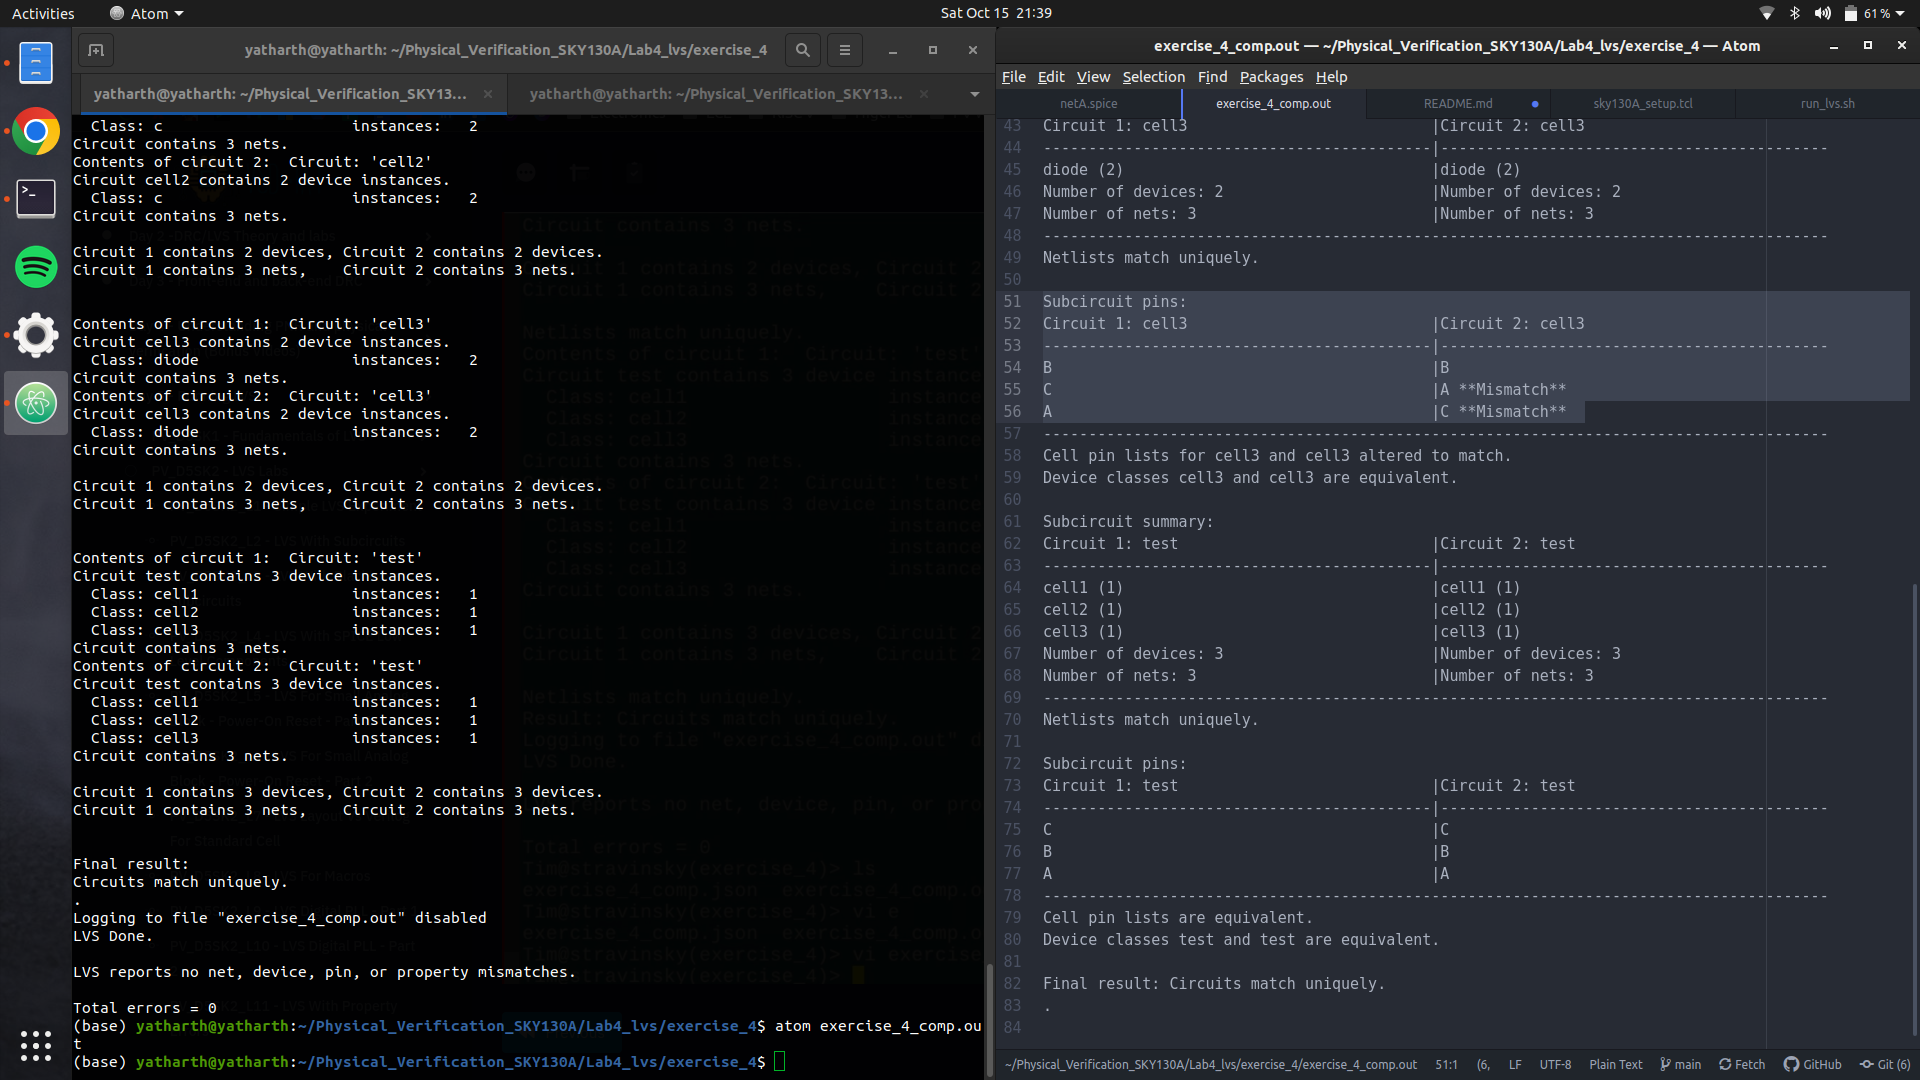 Activities
Atom
Sat Oct 15 21:39
61 %
yatharth@yatharth: ~/Physical_Verification_SKY130A/Lab4_lvs/exercise_4
yatharth@yatharth: ~/Physical_Verification_SKY13...
yatharth@yatharth: ~/Physical_Verification_SKY13...
Class: c instances: 2
Circuit contains 3 nets.
Contents of circuit 2: Circuit: 'cell2'
Circuit cell2 contains 2 device instances.
Class: c instances: 2
Circuit contains 3 nets.
Circuit 1 contains 2 devices, Circuit 2 contains 2 devices.
Circuit 1 contains 3 nets, Circuit 2 contains 3 nets.
Contents of circuit 1: Circuit: 'cell3'
Circuit cell3 contains 2 device instances.
Class: diode instances: 2
Circuit contains 3 nets.
Contents of circuit 2: Circuit: 'cell3'
Circuit cell3 contains 2 device instances.
Class: diode instances: 2
Circuit contains 3 nets.
Circuit 1 contains 2 devices, Circuit 2 contains 2 devices.
Circuit 1 contains 3 nets, Circuit 2 contains 3 nets.
Contents of circuit 1: Circuit: 'test'
Circuit test contains 3 device instances.
Class: cell1 instances: 1
Class: cell2 instances: 1
Class: cell3 instances: 1
Circuit contains 3 nets.
Contents of circuit 2: Circuit: 'test'
Circuit test contains 3 device instances.
Class: cell1 instances: 1
Class: cell2 instances: 1
Class: cell3 instances: 1
Circuit contains 3 nets.
Circuit 1 contains 3 devices, Circuit 2 contains 3 devices.
Circuit 1 contains 3 nets, Circuit 2 contains 3 nets.
Final result:
Circuits match uniquely.
.
Logging to file "exercise_4_comp.out" disabled
LVS Done.
LVS reports no net, device, pin, or property mismatches.
Total errors = 0
(base) yatharth@yatharth:~/Physical_Verification_SKY130A/Lab4_lvs/exercise_4$ atom exercise_4_comp.ou
t
(base) yatharth@yatharth:~/Physical_Verification_SKY130A/Lab4_lvs/exercise_4$
exercise_4_comp.out — ~/Physical_Verification_SKY130A/Lab4_lvs/exercise_4 — Atom
File Edit View Selection Find Packages Help
netA.spice exercise_4_comp.out README.md sky130A_setup.tcl run_lvs.sh
43 Circuit 1: cell3 |Circuit 2: cell3
44 -------------------------------------------|-------------------------------------------
45 diode (2) |diode (2)
46 Number of devices: 2 |Number of devices: 2
47 Number of nets: 3 |Number of nets: 3
48 ---------------------------------------------------------------------------------------
49 Netlists match uniquely.
50
51 Subcircuit pins:
52 Circuit 1: cell3 |Circuit 2: cell3
53 -------------------------------------------|-------------------------------------------
54 B |B
55 C |A **Mismatch**
56 A |C **Mismatch**
57 ---------------------------------------------------------------------------------------
58 Cell pin lists for cell3 and cell3 altered to match.
59 Device classes cell3 and cell3 are equivalent.
60
61 Subcircuit summary:
62 Circuit 1: test |Circuit 2: test
63 -------------------------------------------|-------------------------------------------
64 cell1 (1) |cell1 (1)
65 cell2 (1) |cell2 (1)
66 cell3 (1) |cell3 (1)
67 Number of devices: 3 |Number of devices: 3
68 Number of nets: 3 |Number of nets: 3
69 ---------------------------------------------------------------------------------------
70 Netlists match uniquely.
71
72 Subcircuit pins:
73 Circuit 1: test |Circuit 2: test
74 -------------------------------------------|-------------------------------------------
75 C |C
76 B |B
77 A |A
78 ---------------------------------------------------------------------------------------
79 Cell pin lists are equivalent.
80 Device classes test and test are equivalent.
81
82 Final result: Circuits match uniquely.
83 .
84
~/Physical_Verification_SKY130A/Lab4_lvs/exercise_4/exercise_4_comp.out 51:1 (6, LF UTF-8 Plain Text main Fetch GitHub Git (6)